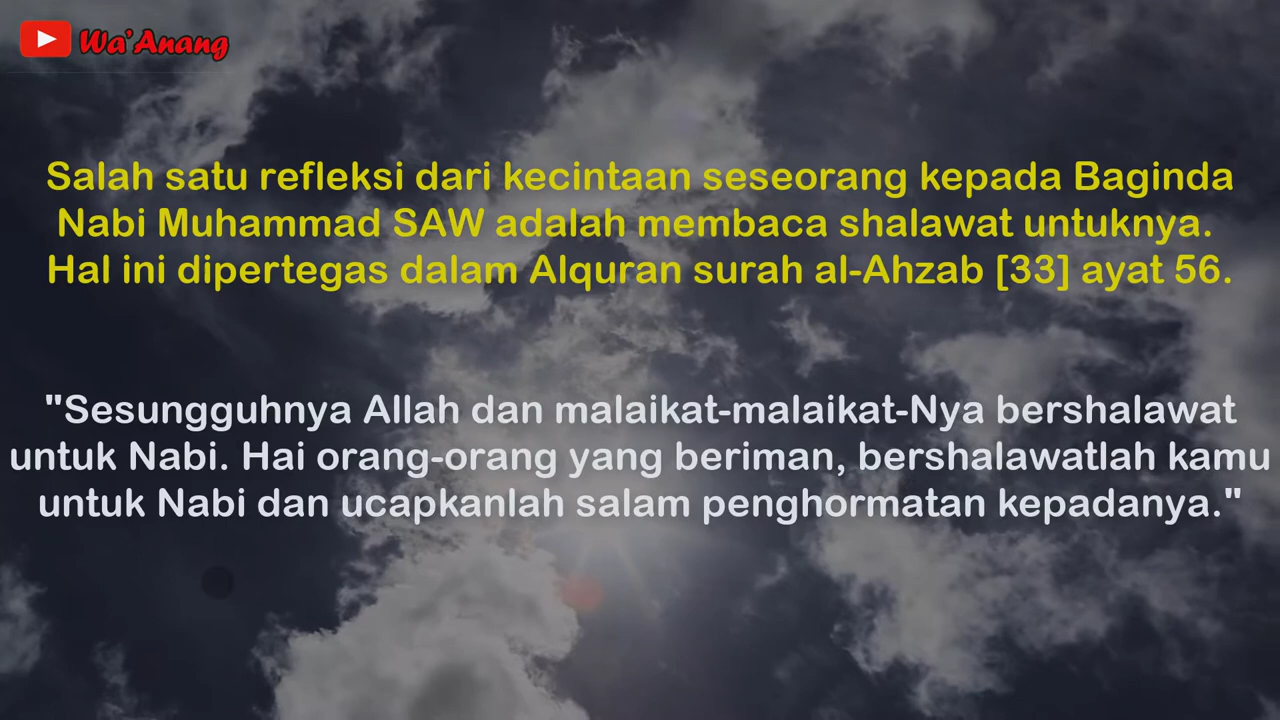 Wa'Anang
Salah satu refleksi dari kecintaan seseorang kepada Baginda
Nabi Muhammad SAW adalah membaca shalawat untuknya.
Hal ini dipertegas dalam Alquran surah al-Ahzab [33] ayat 56.
"Sesungguhnya Allah dan malaikat-malaikat-Nya bershalawat
untuk Nabi. Hai orang-orang yang beriman, bershalawatlah kamu
untuk Nabi dan ucapkanlah salam penghormatan kepadanya."